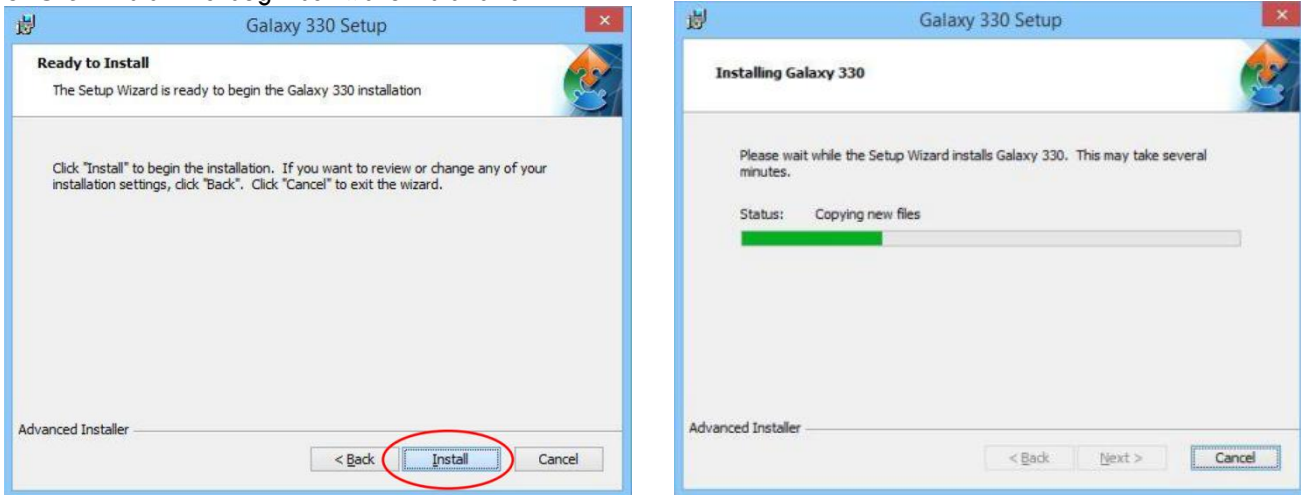 Galaxy 330 Setup
Ready to Install
The Setup Wizard is ready to begin the Galaxy 330 installation
Click "Install" to begin the installation. If you want to review or change any of your
installation settings, click "Back". Click "Cancel" to exit the wizard.
Advanced Installer
< Back Install Cancel
Galaxy 330 Setup
Installing Galaxy 330
Please wait while the Setup Wizard installs Galaxy 330. This may take several
minutes.
Status: Copying new files
Advanced Installer
< Back Next > Cancel